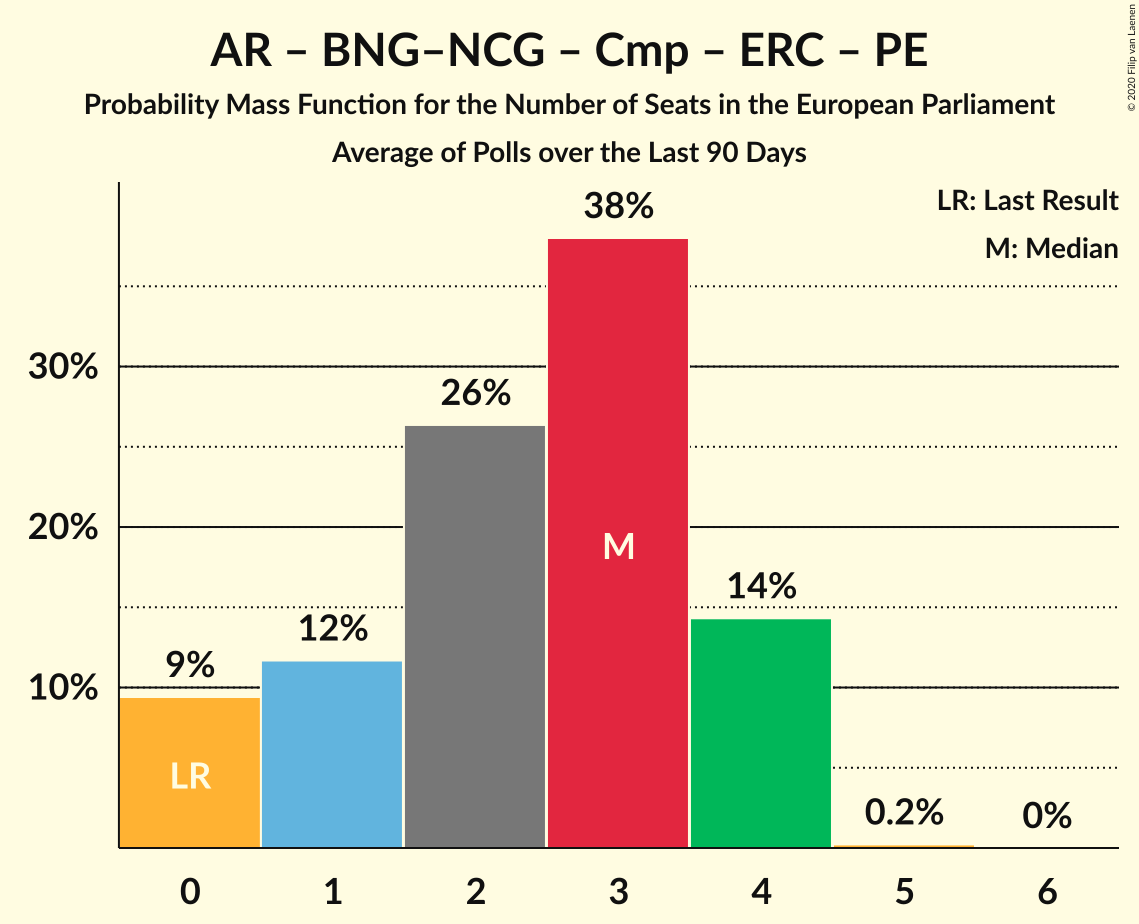 AR – BNG–NCG – Cmp – ERC – PE
Probability Mass Function for the Number of Seats in the European Parliament
Average of Polls over the Last 90 Days
© 2020 Filip van Laenen
LR: Last Result
M: Median
38%
30%
26%
20%
M
14%
12%
9%
10%
LR
0.2%
0%
0 1 2 3 4 5 6